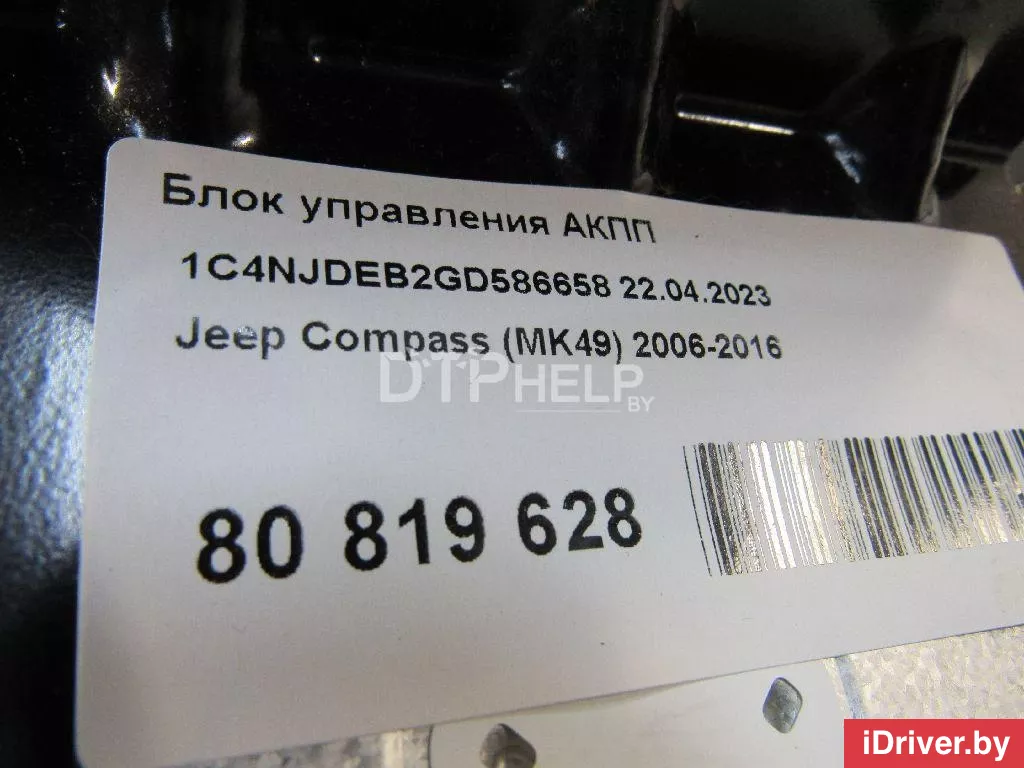 Блок управления АКПП
1C4NJDEB2GD586658 22.04.2023
Jeep Compass (MK49) 2006-2016
DTPHELP
BY
80 819 628
iDriver.by